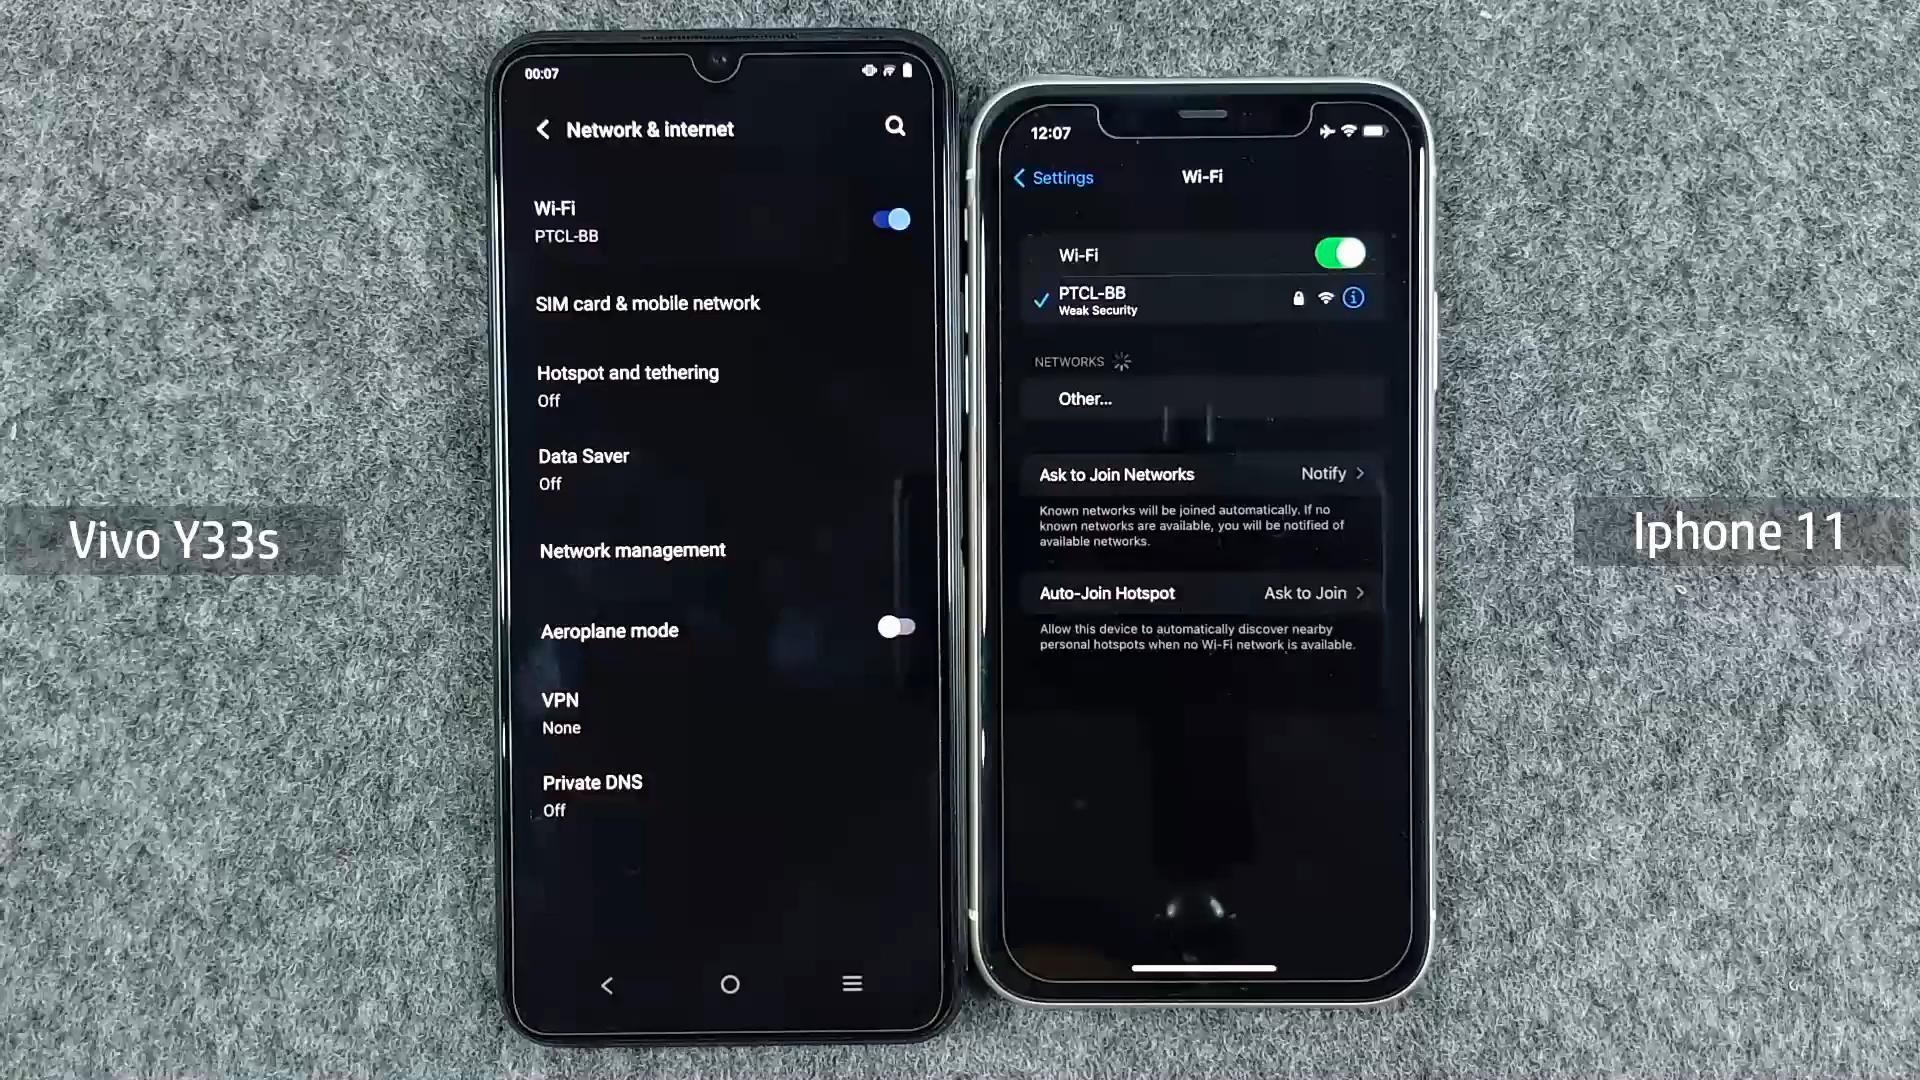 00:07
Network & internet
Wi-Fi
PTCL-BB
SIM card & mobile network
Hotspot and tethering
Off
Data Saver
Off
Network management
Aeroplane mode
VPN
None
Private DNS
Off
Vivo Y33s
12:07
Settings
Wi-Fi
Wi-Fi
PTCL-BB
Weak Security
NETWORKS
Other...
Ask to Join Networks
Notify
Known networks will be joined automatically. If no
known networks are available, you will be notified of
available networks.
Auto-Join Hotspot
Ask to Join
Allow this device to automatically discover nearby
personal hotspots when no Wi-Fi network is available.
Iphone 11